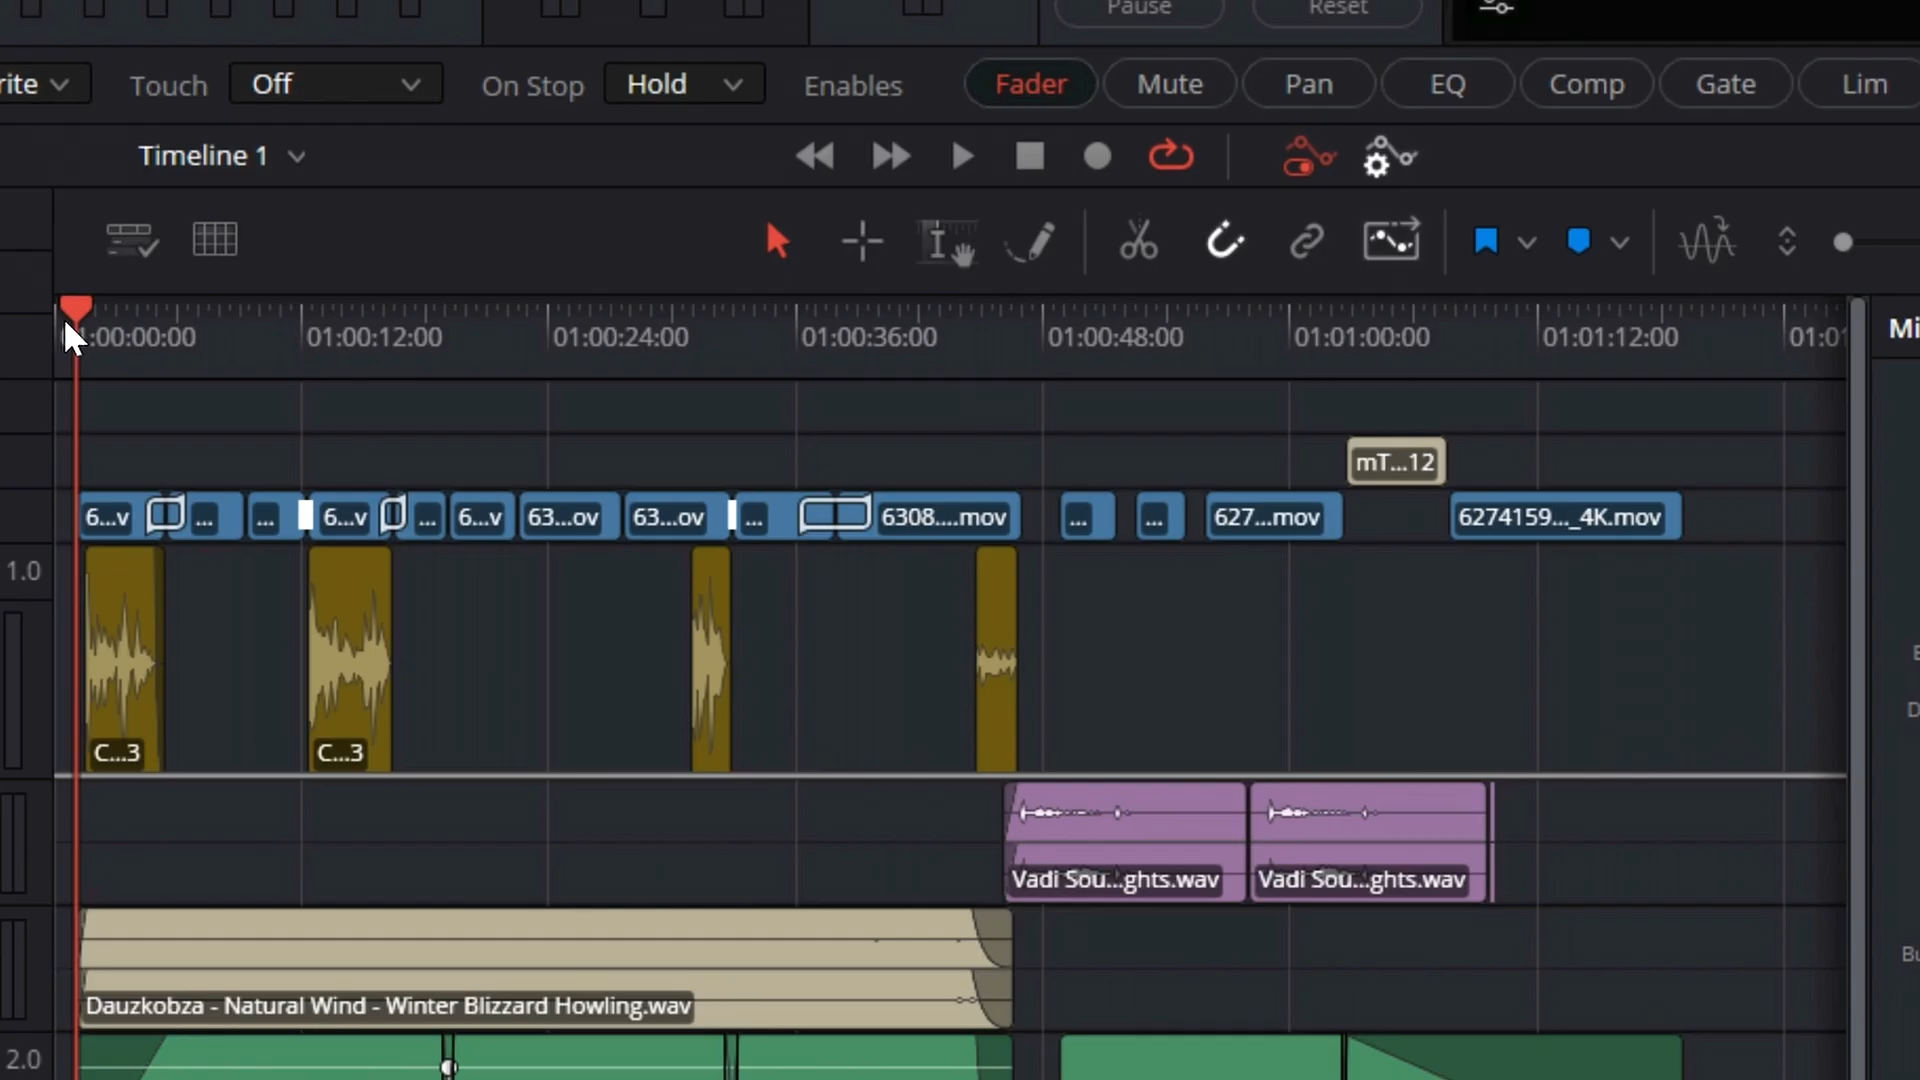 Pause Reset
rite Touch Off On Stop Hold Enables Fader Mute Pan EQ Comp Gate Lim
Timeline 1
:00:00:00 01:00:12:00 01:00:24:00 01:00:36:00 01:00:48:00 01:01:00:00 01:01:12:00 01:01
Mi
mT...12
6...v ... ... 6...v ... 6...v 63...ov 63...ov ... 6308....mov ... ... 627...mov 6274159..._4K.mov
1.0
C...3 C...3
Vadi Sou...ghts.wav Vadi Sou...ghts.wav
Bu
Dauzkobza - Natural Wind - Winter Blizzard Howling.wav
2.0